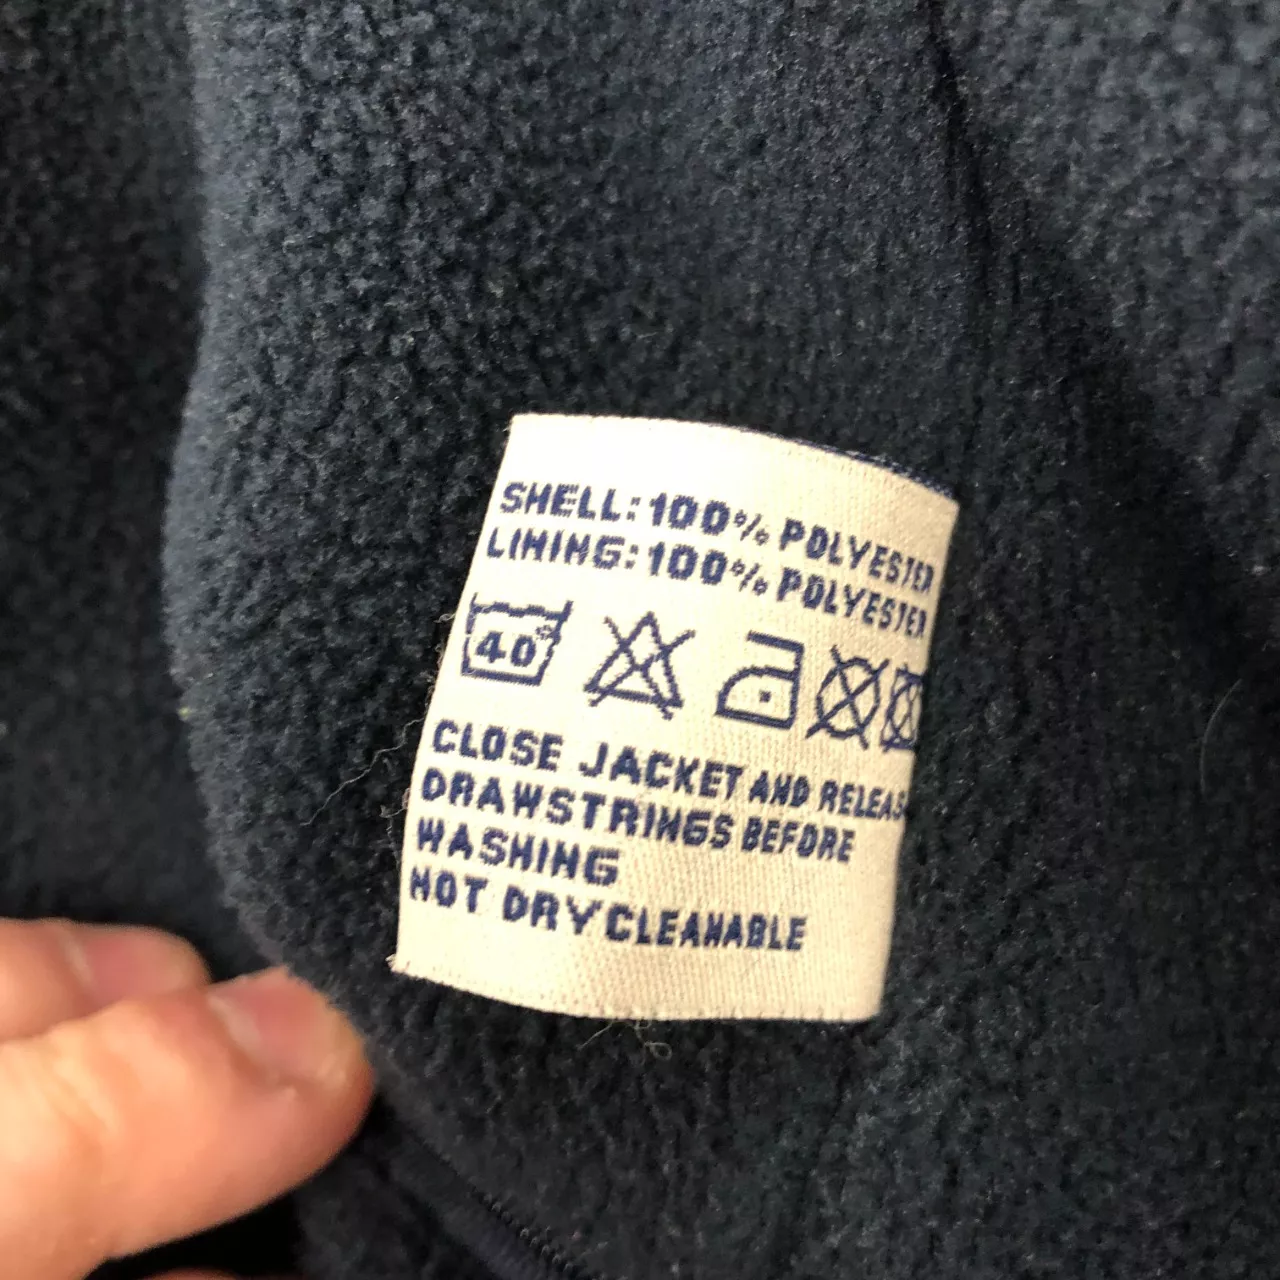 SHELL: 100% POLYESTER
LINING: 100% POLYESTER
40°
CLOSE JACKET AND RELEAS
DRAWSTRINGS BEFORE
WASHING
NOT DRYCLEANABLE